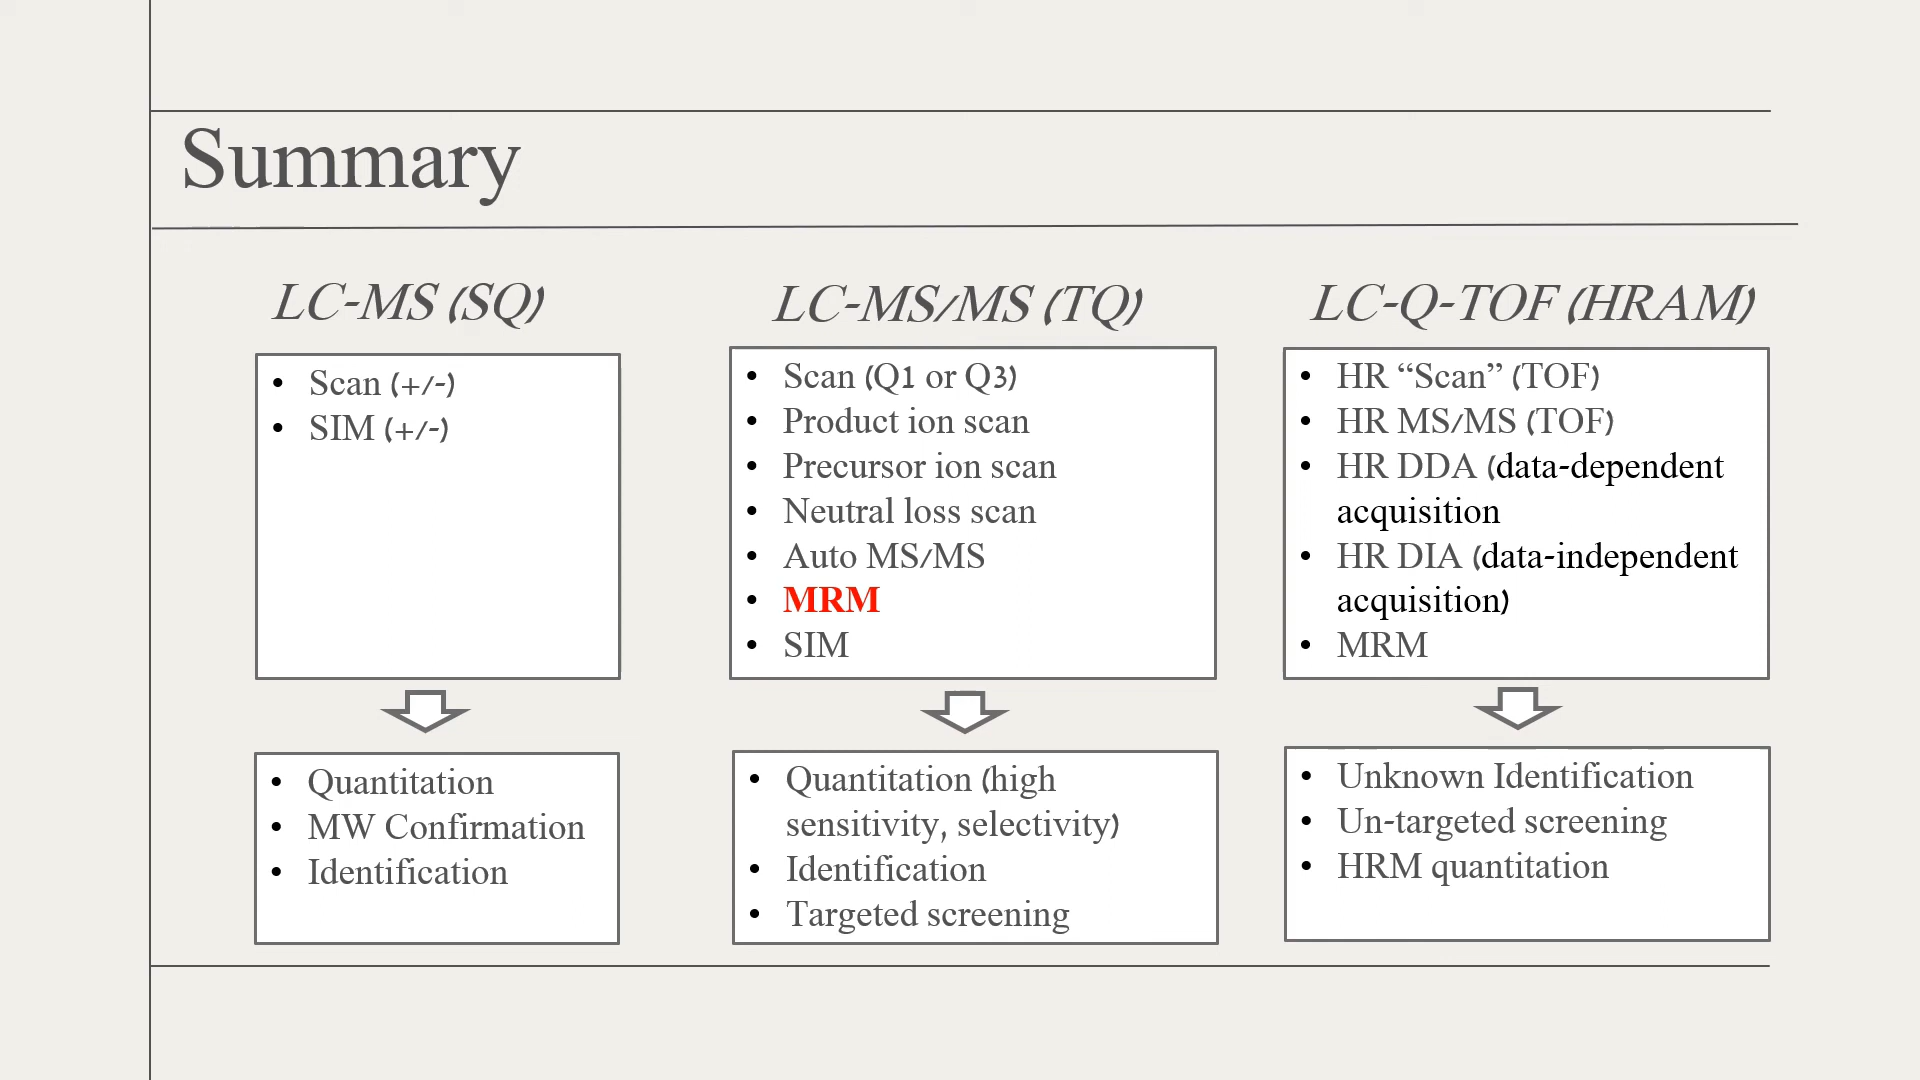 Summary
LC-MS (SQ)
• Scan (+/-)
• SIM (+/-)
• Quantitation
• MW Confirmation
• Identification
LC-MS/MS (TQ)
• Scan (Q1 or Q3)
• Product ion scan
• Precursor ion scan
• Neutral loss scan
• Auto MS/MS
• MRM
• SIM
• Quantitation (high
sensitivity, selectivity)
• Identification
• Targeted screening
LC-Q-TOF (HRAM)
• HR “Scan” (TOF)
• HR MS/MS (TOF)
• HR DDA (data-dependent
acquisition
• HR DIA (data-independent
acquisition)
• MRM
• Unknown Identification
• Un-targeted screening
• HRM quantitation